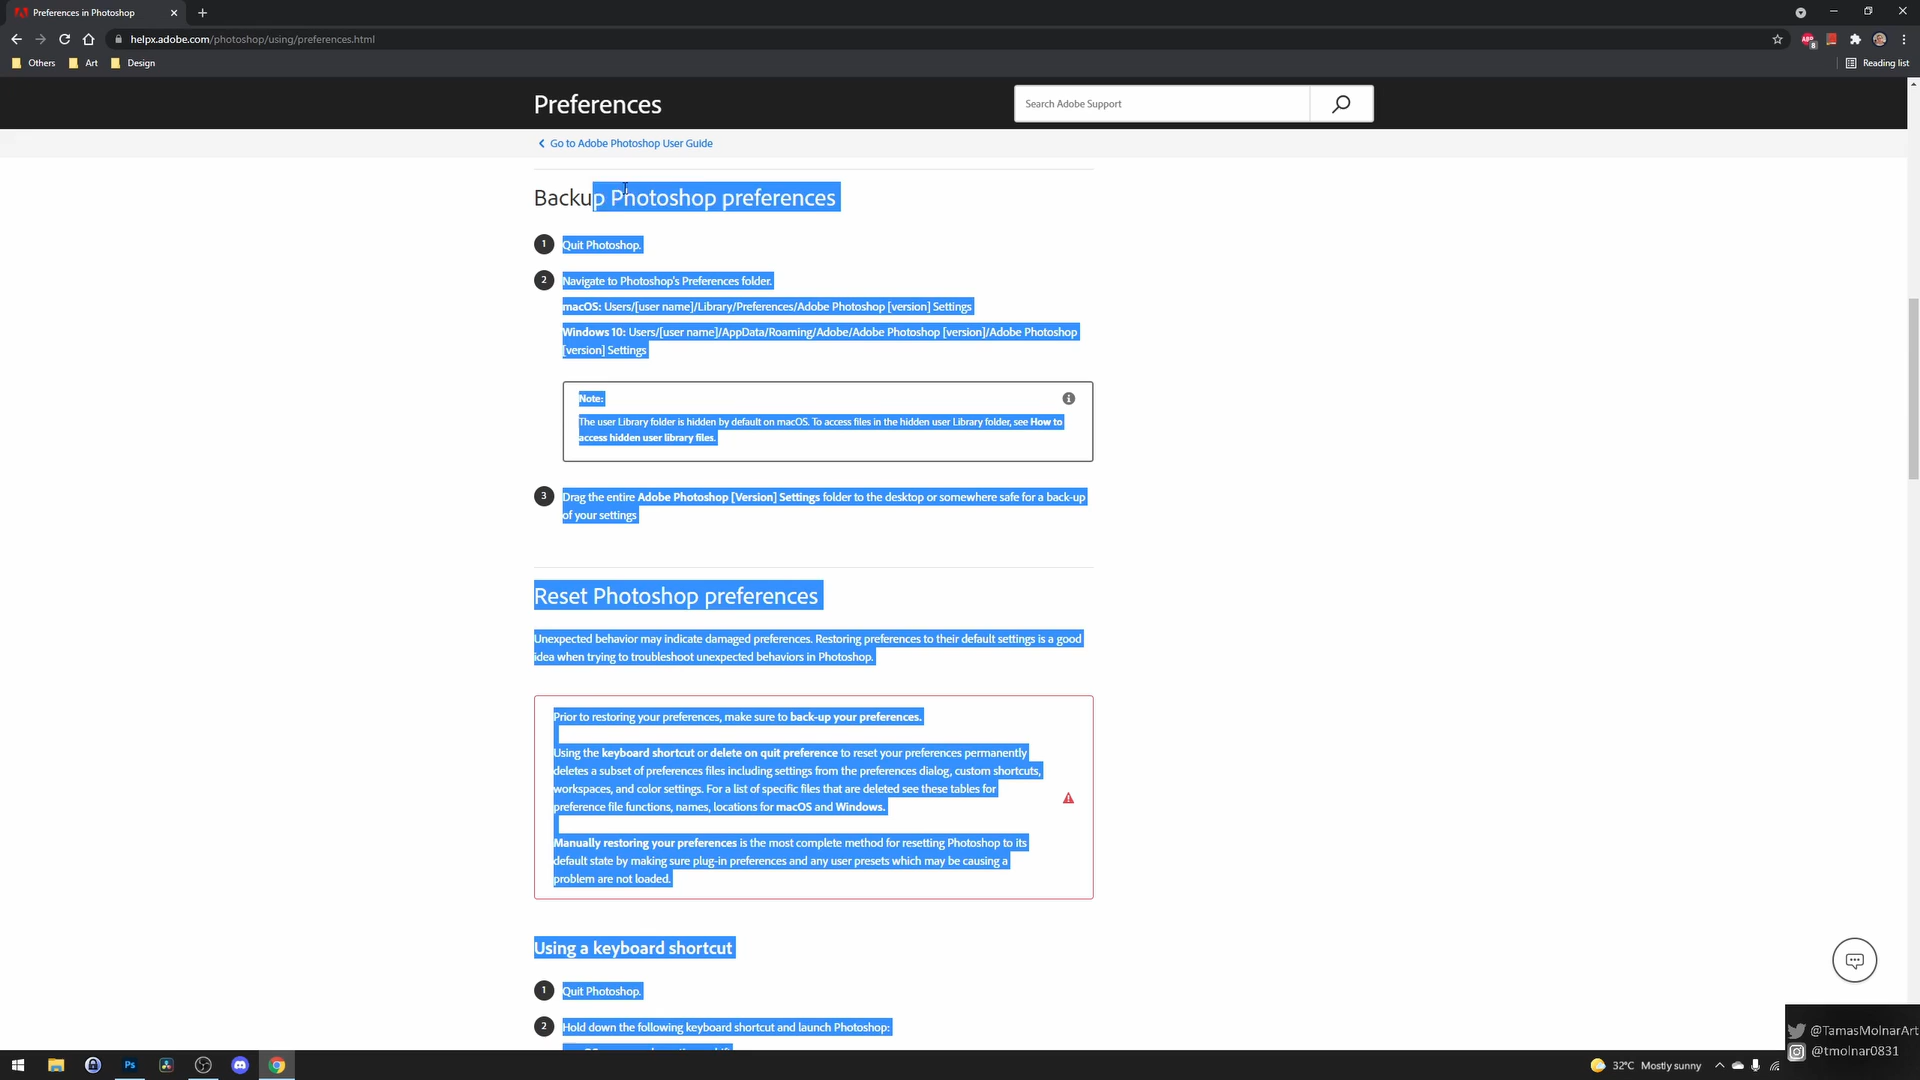 Preferences in Photoshop
helpx.adobe.com/photoshop/using/preferences.html
ABP
8
Others
Art
Design
Reading list
Preferences
Search Adobe Support
Go to Adobe Photoshop User Guide
Backup Photoshop preferences
1
Quit Photoshop.
2
Navigate to Photoshop's Preferences folder.
macOS: Users/[user name]/Library/Preferences/Adobe Photoshop [version] Settings
Windows 10: Users/[user name]/AppData/Roaming/Adobe/Adobe Photoshop [version]/Adobe Photoshop
[version] Settings
Note:
The user Library folder is hidden by default on macOS. To access files in the hidden user Library folder, see How to
access hidden user library files.
3
Drag the entire Adobe Photoshop [Version] Settings folder to the desktop or somewhere safe for a back-up
of your settings
Reset Photoshop preferences
Unexpected behavior may indicate damaged preferences. Restoring preferences to their default settings is a good
idea when trying to troubleshoot unexpected behaviors in Photoshop.
Prior to restoring your preferences, make sure to back-up your preferences.
Using the keyboard shortcut or delete on quit preference to reset your preferences permanently
deletes a subset of preferences files including settings from the preferences dialog, custom shortcuts,
workspaces, and color settings. For a list of specific files that are deleted see these tables for
preference file functions, names, locations for macOS and Windows.
Manually restoring your preferences is the most complete method for resetting Photoshop to its
default state by making sure plug-in preferences and any user presets which may be causing a
problem are not loaded.
Using a keyboard shortcut
1
Quit Photoshop.
2
Hold down the following keyboard shortcut and launch Photoshop:
@TamasMolnarArt
@tmolnar0831
Ps
32°C Mostly sunny